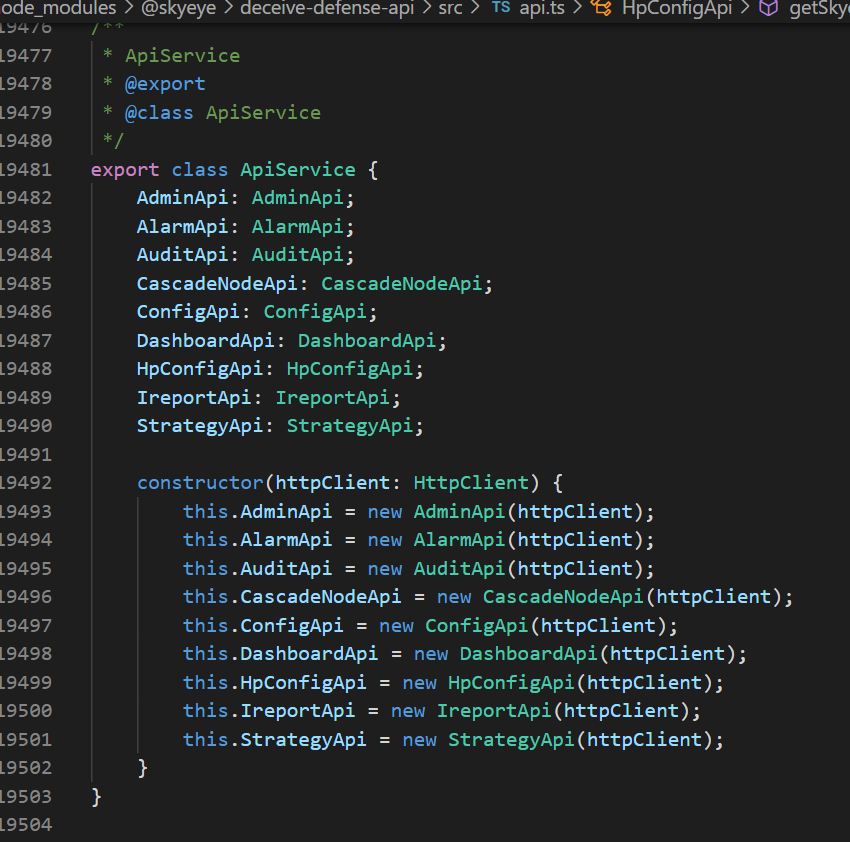 node_modules > @skyeye > deceive-defense-api > src > TS api.ts > HpConfigApi > getSkye
19476 /**
19477 * ApiService
19478 * @export
19479 * @class ApiService
19480 */
19481 export class ApiService {
19482 AdminApi: AdminApi;
19483 AlarmApi: AlarmApi;
19484 AuditApi: AuditApi;
19485 CascadeNodeApi: CascadeNodeApi;
19486 ConfigApi: ConfigApi;
19487 DashboardApi: DashboardApi;
19488 HpConfigApi: HpConfigApi;
19489 IreportApi: IreportApi;
19490 StrategyApi: StrategyApi;
19491
19492 constructor(httpClient: HttpClient) {
19493 this.AdminApi = new AdminApi(httpClient);
19494 this.AlarmApi = new AlarmApi(httpClient);
19495 this.AuditApi = new AuditApi(httpClient);
19496 this.CascadeNodeApi = new CascadeNodeApi(httpClient);
19497 this.ConfigApi = new ConfigApi(httpClient);
19498 this.DashboardApi = new DashboardApi(httpClient);
19499 this.HpConfigApi = new HpConfigApi(httpClient);
19500 this.IreportApi = new IreportApi(httpClient);
19501 this.StrategyApi = new StrategyApi(httpClient);
19502 }
19503 }
19504